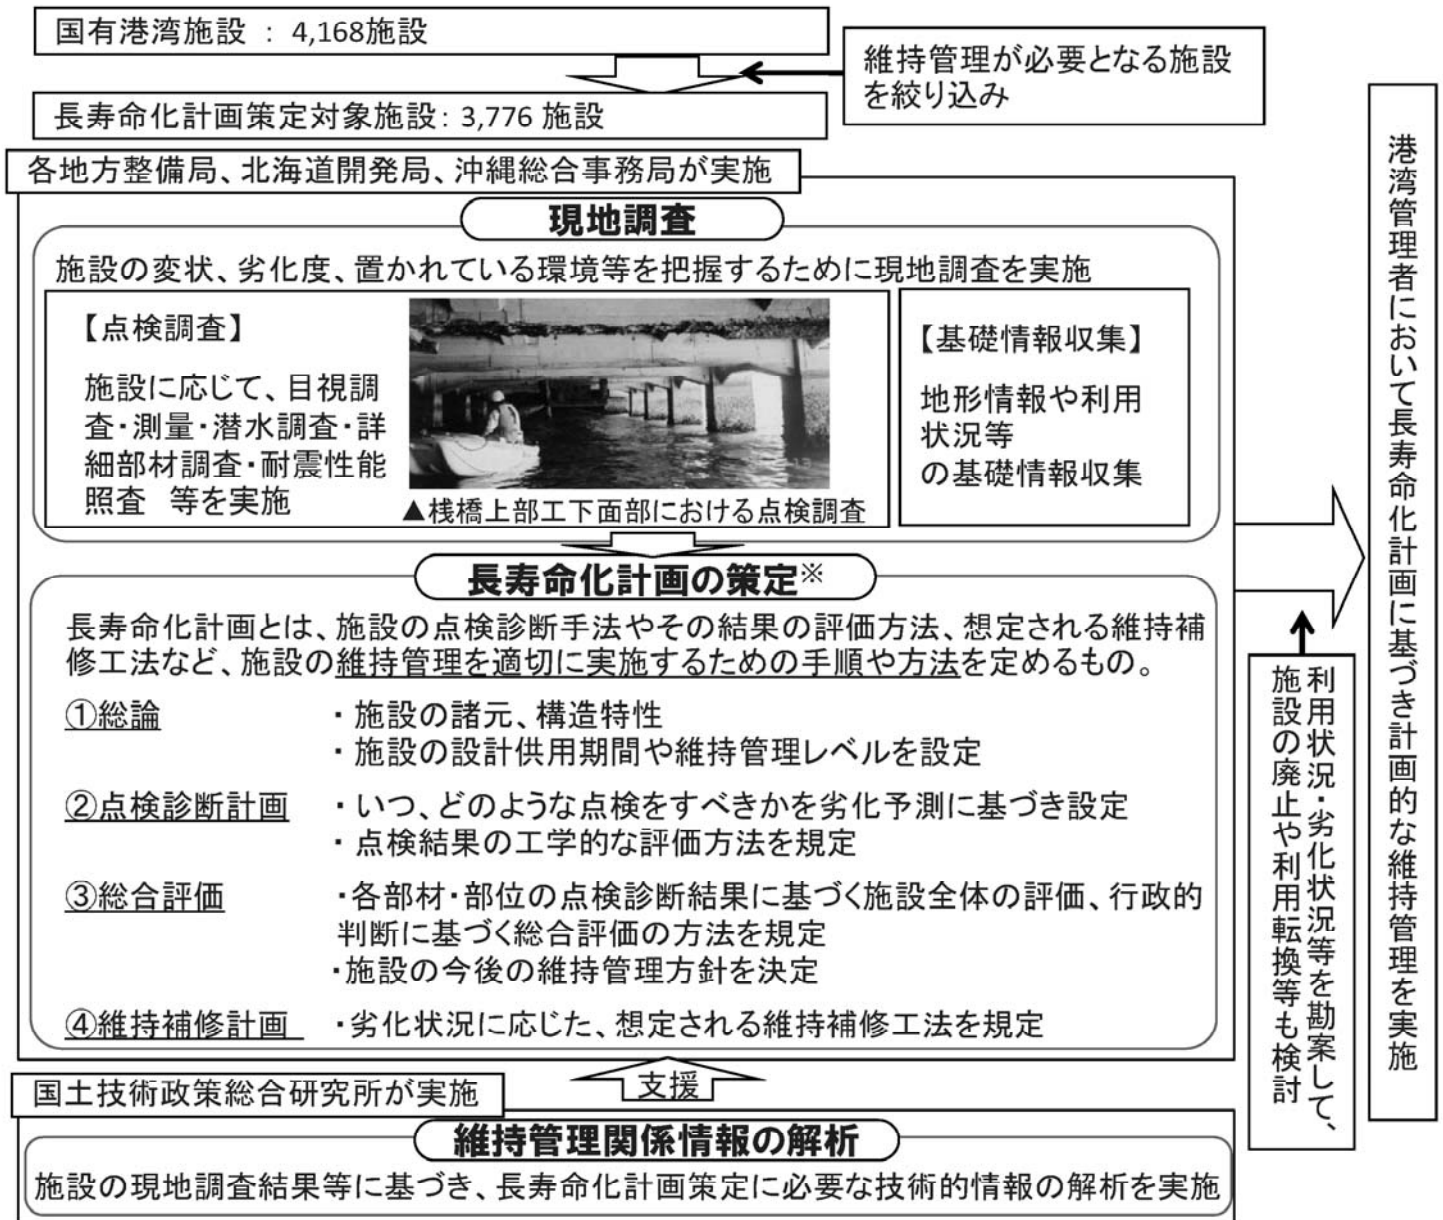 国有港湾施設 : 4,168施設
維持管理が必要となる施設
を絞り込み
長寿命化計画策定対象施設: 3,776 施設
各地方整備局、北海道開発局、沖縄総合事務局が実施
現地調査
施設の変状、劣化度、置かれている環境等を把握するために現地調査を実施
【点検調査】
施設に応じて、目視調
査・測量・潜水調査・詳
細部材調査・耐震性能
照査 等を実施
▲桟橋上部工下面部における点検調査
【基礎情報収集】
地形情報や利用
状況等
の基礎情報収集
長寿命化計画の策定※
長寿命化計画とは、施設の点検診断手法やその結果の評価方法、想定される維持補
修工法など、施設の維持管理を適切に実施するための手順や方法を定めるもの。
①総論
・施設の諸元、構造特性
・施設の設計供用期間や維持管理レベルを設定
②点検診断計画
・いつ、どのような点検をすべきかを劣化予測に基づき設定
・点検結果の工学的な評価方法を規定
③総合評価
・各部材・部位の点検診断結果に基づく施設全体の評価、行政的
判断に基づく総合評価の方法を規定
・施設の今後の維持管理方針を決定
④維持補修計画
・劣化状況に応じた、想定される維持補修工法を規定
支援
国土技術政策総合研究所が実施
維持管理関係情報の解析
施設の現地調査結果等に基づき、長寿命化計画策定に必要な技術的情報の解析を実施
利用状況・劣化状況等を勘案して、
施設の廃止や利用転換等も検討
港湾管理者において長寿命化計画に基づき計画的な維持管理を実施